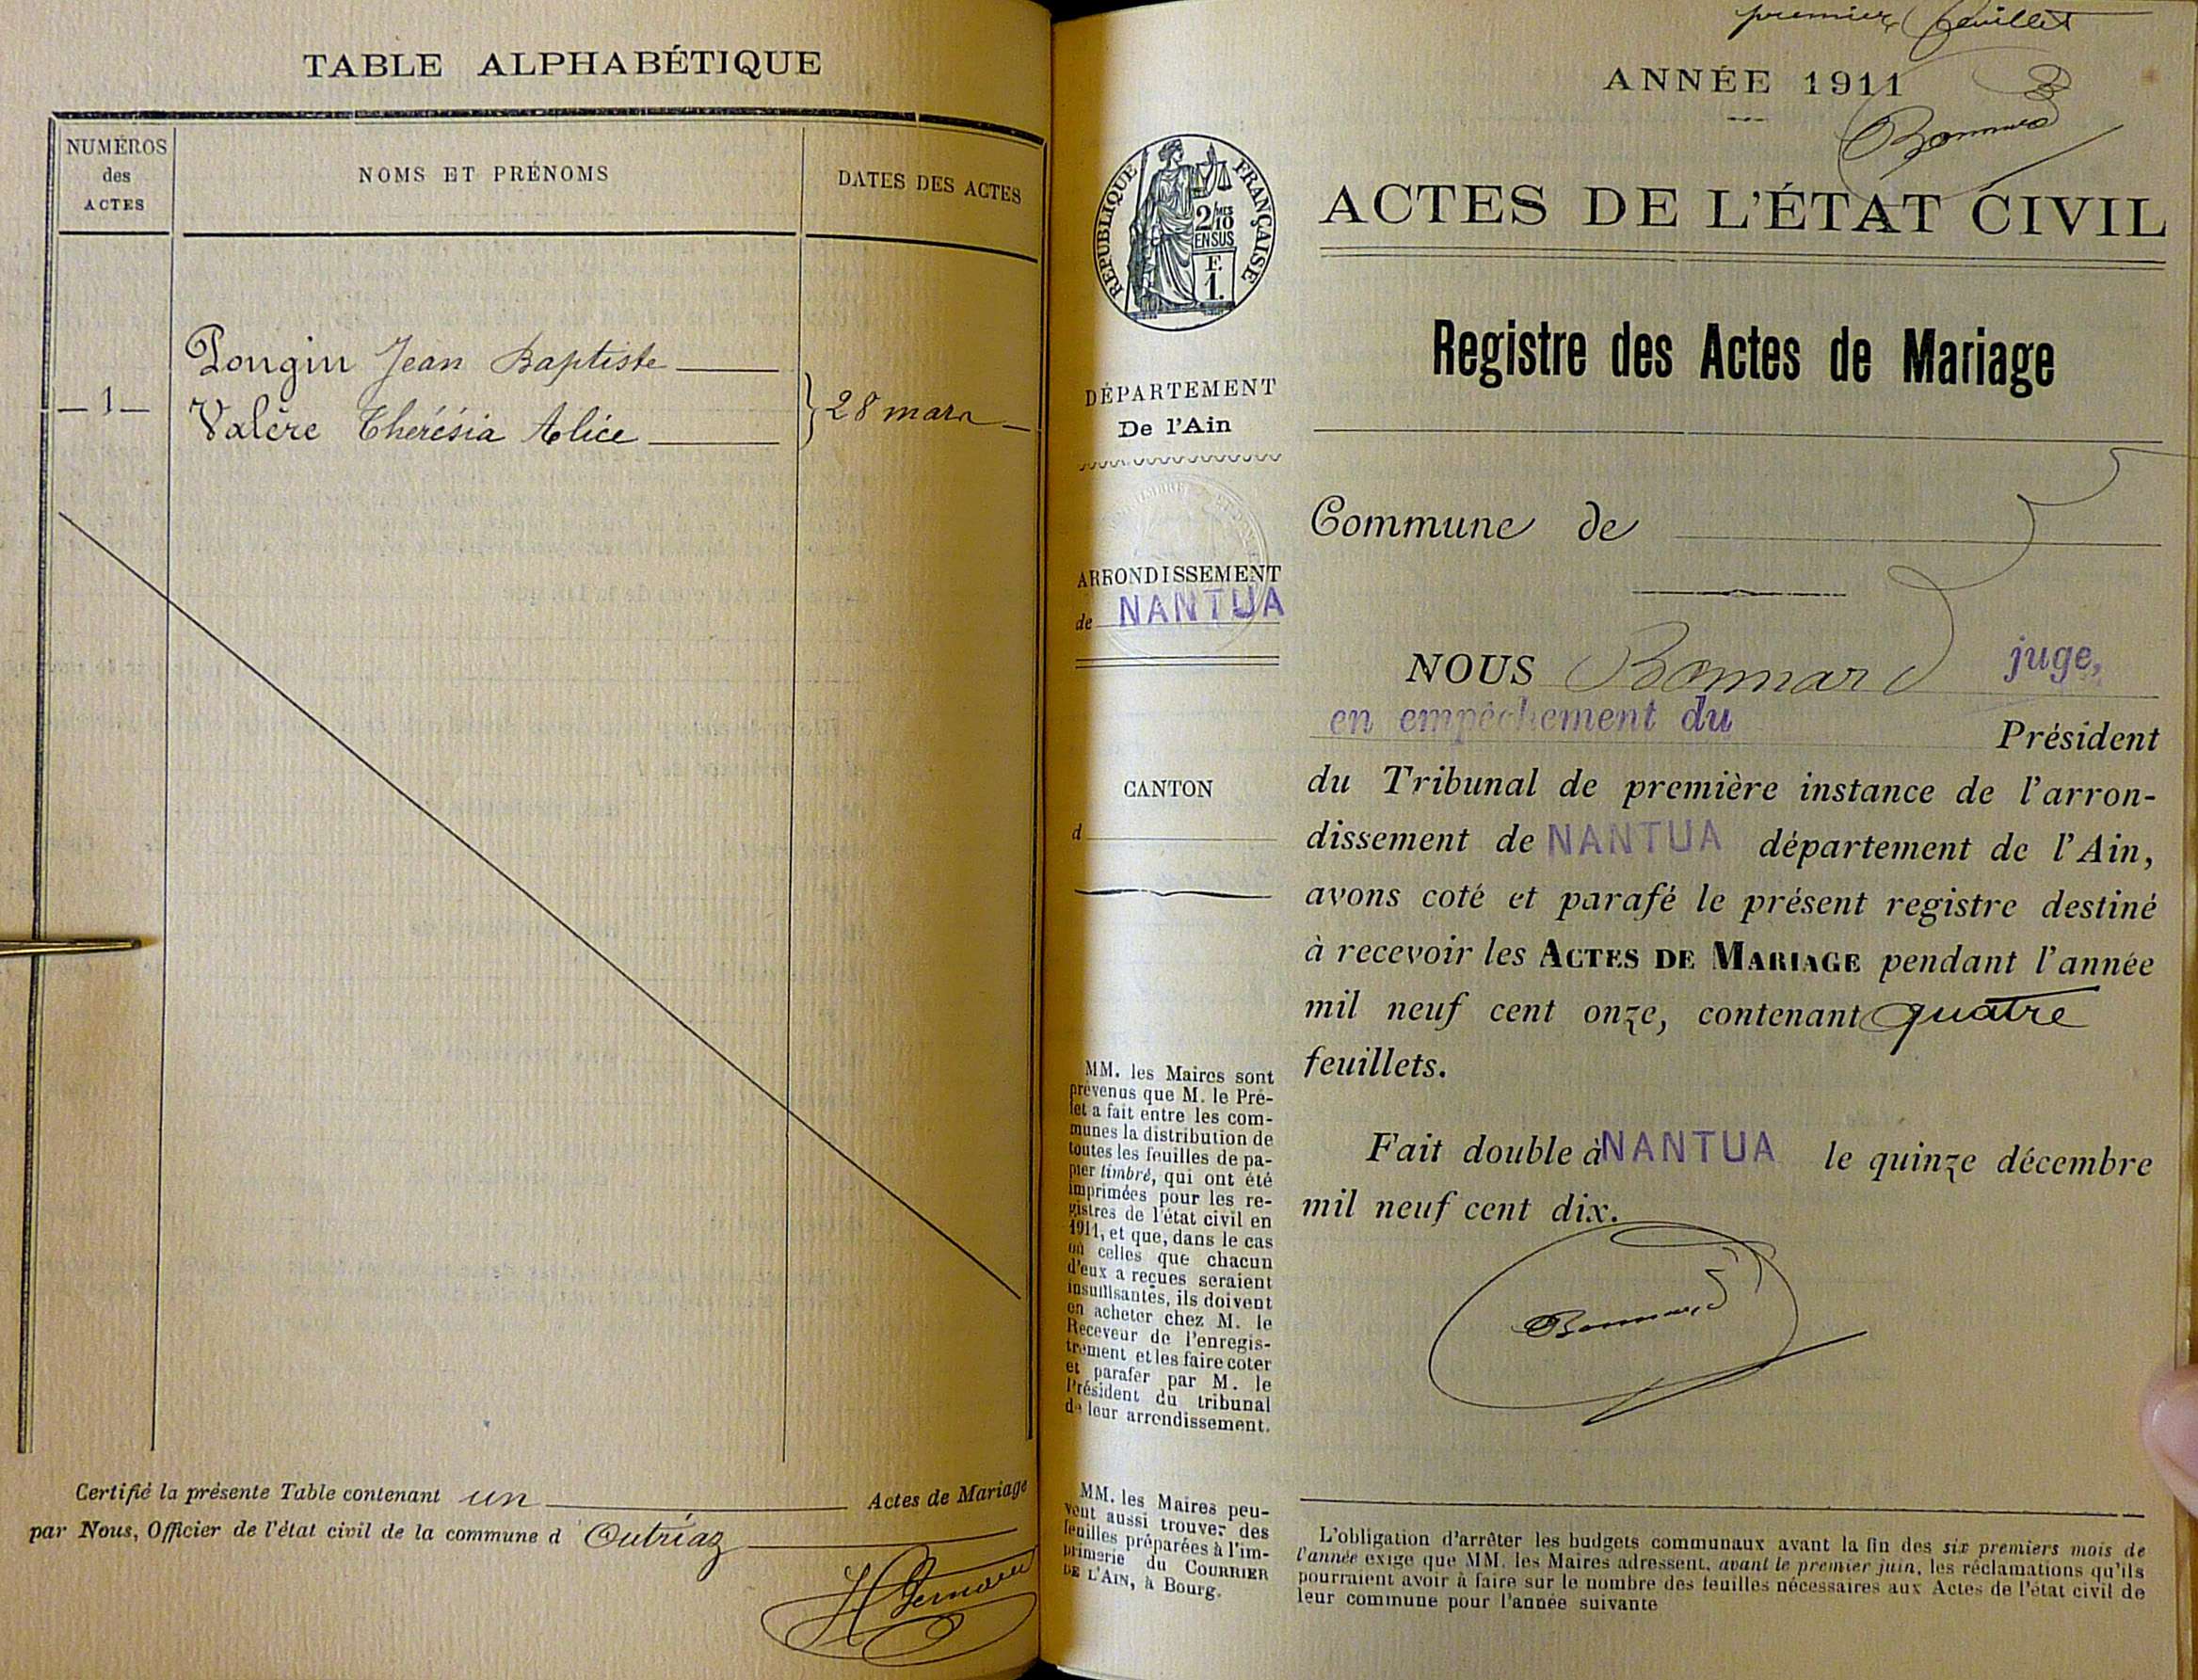 TABLE ALPHABÉTIQUE
NUMÉROS
des
ACTES
NOMS ET PRÉNOMS
DATES DES ACTES
Pongin Jean Baptiste
— 1 —
Valère Thérésia Alice
} 28 mars
Certifié la présente Table contenant un Actes de Mariage
par Nous, Officier de l'état civil de la commune d'Outriaz
premier feuillet
ANNÉE 1911
Bonnard
RÉPUBLIQUE FRANÇAISE
2/10 MES
EN SUS
F.
1.
ACTES DE L'ÉTAT CIVIL
Registre des Actes de Mariage
DÉPARTEMENT
De l'Ain
ARRONDISSEMENT
de NANTUA
CANTON
d
MM. les Maires sont
prévenus que M. le Pré-
fet a fait entre les com-
munes la distribution de
toutes les feuilles de pa-
pier timbré, qui ont été
imprimées pour les re-
gistres de l'état civil en
1911, et que, dans le cas
où celles que chacun
d'eux a reçues seraient
insuffisantes, ils doivent
en acheter chez M. le
Receveur de l'enregis-
trement et les faire coter
et parafer par M. le
Président du tribunal
de leur arrondissement.
MM. les Maires peu-
vent aussi trouver des
feuilles préparées à l'im-
primerie du COURRIER
DE L'AIN, à Bourg.
Commune de
NOUS Bonnard juge,
en empêchement du Président
du Tribunal de première instance de l'arron-
dissement de NANTUA département de l'Ain,
avons coté et parafé le présent registre destiné
à recevoir les ACTES DE MARIAGE pendant l'année
mil neuf cent onze, contenant quatre
feuillets.
Fait double à NANTUA le quinze décembre
mil neuf cent dix.
Bonnard
L'obligation d'arrêter les budgets communaux avant la fin des six premiers mois de
l'année exige que MM. les Maires adressent, avant le premier juin, les réclamations qu'ils
pourraient avoir à faire sur le nombre des feuilles nécessaires aux Actes de l'état civil de
leur commune pour l'année suivante